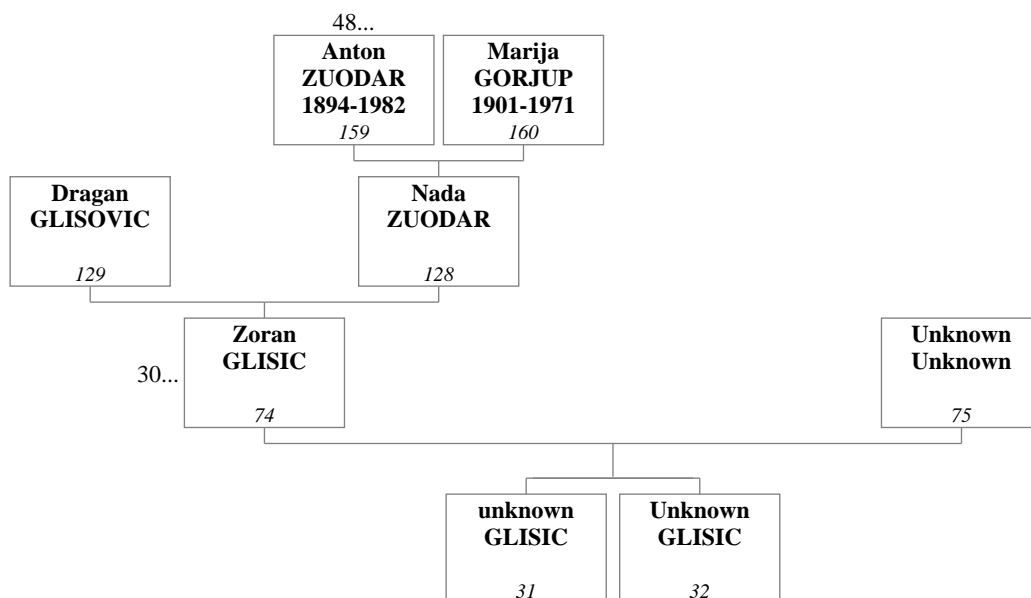 48...
Anton
ZUODAR
1894-1982
159
Marija
GORJUP
1901-1971
160
Dragan
GLISOVIC
129
Nada
ZUODAR
128
30...
Zoran
GLISIC
74
Unknown
Unknown
75
unknown
GLISIC
31
Unknown
GLISIC
32